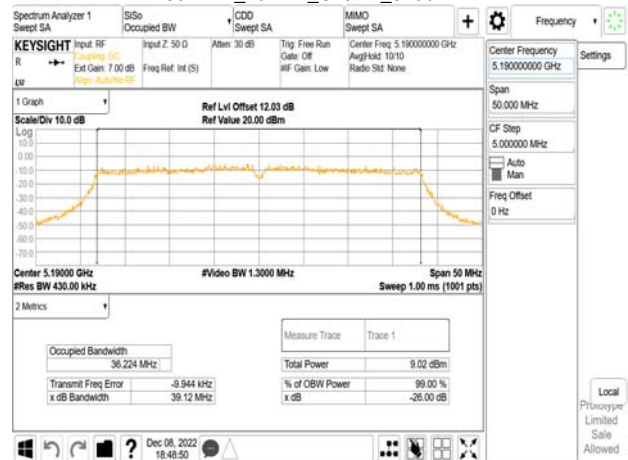 Spectrum Analyzer 1
Swept SA
SiSo
Occupied BW
CDD
Swept SA
MIMO
Swept SA
+
Frequency
KEYSIGHT
R
LW
Input: RF
Coupling: DC
Ext Gain: 7.00 dB
Align: Auto/No RF
Input Z: 50 Ω
Freq Ref: Int (S)
Atten: 30 dB
Trig: Free Run
Gate: Off
#IF Gain: Low
Center Freq: 5.190000000 GHz
Avg|Hold: 10/10
Radio Std: None
Center Frequency
5.190000000 GHz
Settings
Span
50.000 MHz
CF Step
5.000000 MHz
Auto
Man
Freq Offset
0 Hz
1 Graph
Scale/Div 10.0 dB
Ref Lvl Offset 12.03 dB
Ref Value 20.00 dBm
Log
10.0
0.00
-10.0
-20.0
-30.0
-40.0
-50.0
-60.0
-70.0
Center 5.19000 GHz
#Video BW 1.3000 MHz
Span 50 MHz
#Res BW 430.00 kHz
Sweep 1.00 ms (1001 pts)
2 Metrics
Measure Trace
Trace 1
Occupied Bandwidth
36.224 MHz
Total Power
9.02 dBm
Transmit Freq Error
-9.944 kHz
% of OBW Power
99.00 %
x dB Bandwidth
39.12 MHz
x dB
-26.00 dB
Local
Prototype
Limited
Sale
Allowed
?
Dec 08, 2022
18:48:50